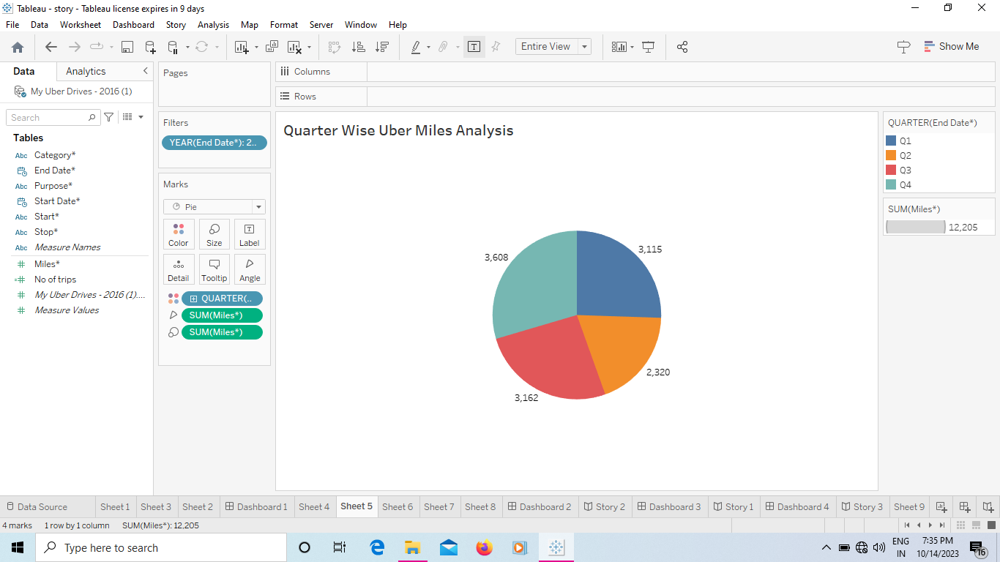 Tableau - story - Tableau license expires in 9 days
File Data Worksheet Dashboard Story Analysis Map Format Server Window Help
Entire View
Show Me
Data Analytics
My Uber Drives - 2016 (1)
Search
Tables
Abc Category*
End Date*
Abc Purpose*
Start Date*
Abc Start*
Abc Stop*
Abc Measure Names
# Miles*
=# No of trips
# My Uber Drives - 2016 (1)....
# Measure Values
Pages
Filters
YEAR(End Date*): 2..
Marks
Pie
Color Size Label
Detail Tooltip Angle
QUARTER(..
SUM(Miles*)
SUM(Miles*)
Columns
Rows
Quarter Wise Uber Miles Analysis
3,115
3,608
2,320
3,162
QUARTER(End Date*)
Q1
Q2
Q3
Q4
SUM(Miles*)
12,205
Data Source Sheet 1 Sheet 3 Sheet 2 Dashboard 1 Sheet 4 Sheet 5 Sheet 6 Sheet 7 Sheet 8 Dashboard 2 Story 2 Dashboard 3 Story 1 Dashboard 4 Story 3 Sheet 9
4 marks 1 row by 1 column SUM(Miles*): 12,205
Type here to search
ENG
IN
7:35 PM
10/14/2023
16